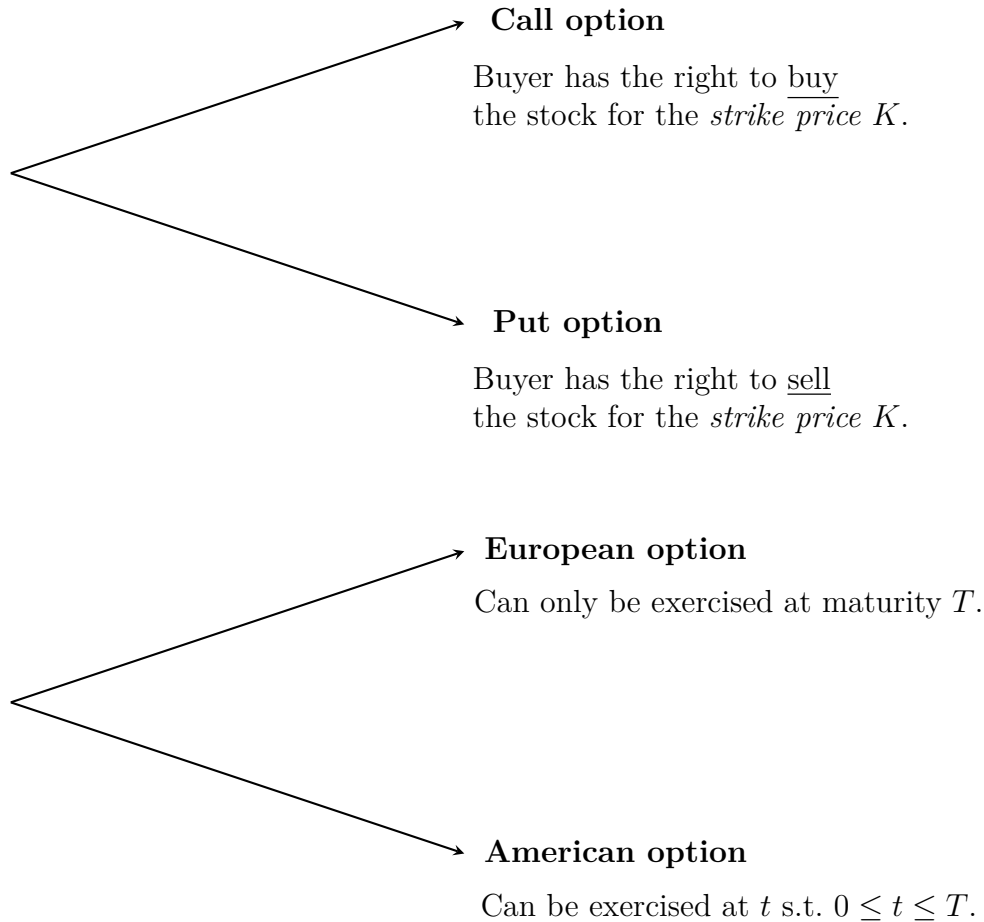 Call option
Buyer has the right to buy
the stock for the strike price K.
Put option
Buyer has the right to sell
the stock for the strike price K.
European option
Can only be exercised at maturity T.
American option
Can be exercised at t s.t. 0 ≤ t ≤ T.